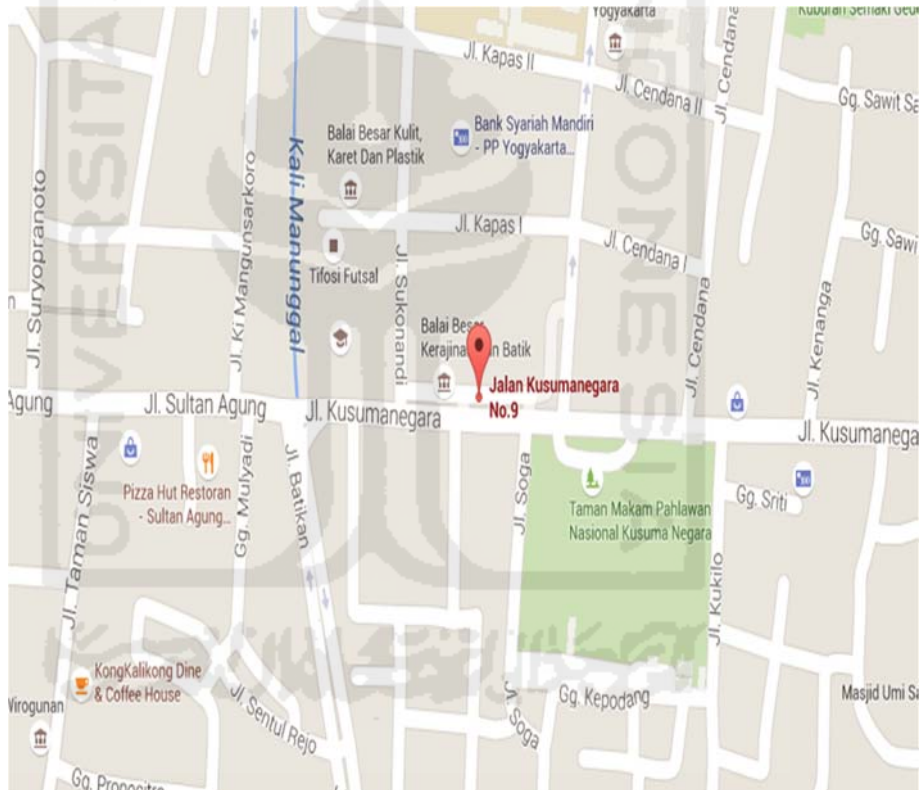 Yogyakarta
Kuburan Semaki Gede
Jl. Kapas II
Jl. Cendana II
Jl. Cendana
Gg. Sawit Sa
Bank Syariah Mandiri
- PP Yogyakarta...
Balai Besar Kulit,
Karet Dan Plastik
Kali Manunggal
Jl. Suryopranoto
Jl. Ki Mangunsarkoro
Jl. Kapas I
Jl. Cendana I
Gg. Sawi
Tifosi Futsal
Jl. Sukonandi
Jl. Cendana
Jl. Kenanga
Balai Besar
Kerajinan Dan Batik
Jalan Kusumanegara
No.9
Agung
Jl. Sultan Agung
Jl. Kusumanegara
Jl. Kusumanega
Jl. Taman Siswa
Pizza Hut Restoran
- Sultan Agung...
Gg. Mulyadi
Jl. Batikan
Jl. Soga
Taman Makam Pahlawan
Nasional Kusuma Negara
Gg. Sriti
Jl. Kukilo
KongKalikong Dine
& Coffee House
Wirogunan
Jl. Sentul Rejo
Jl. Soga
Gg. Kepodang
Masjid Umi Sa
UNIVERSITA
ONESIA